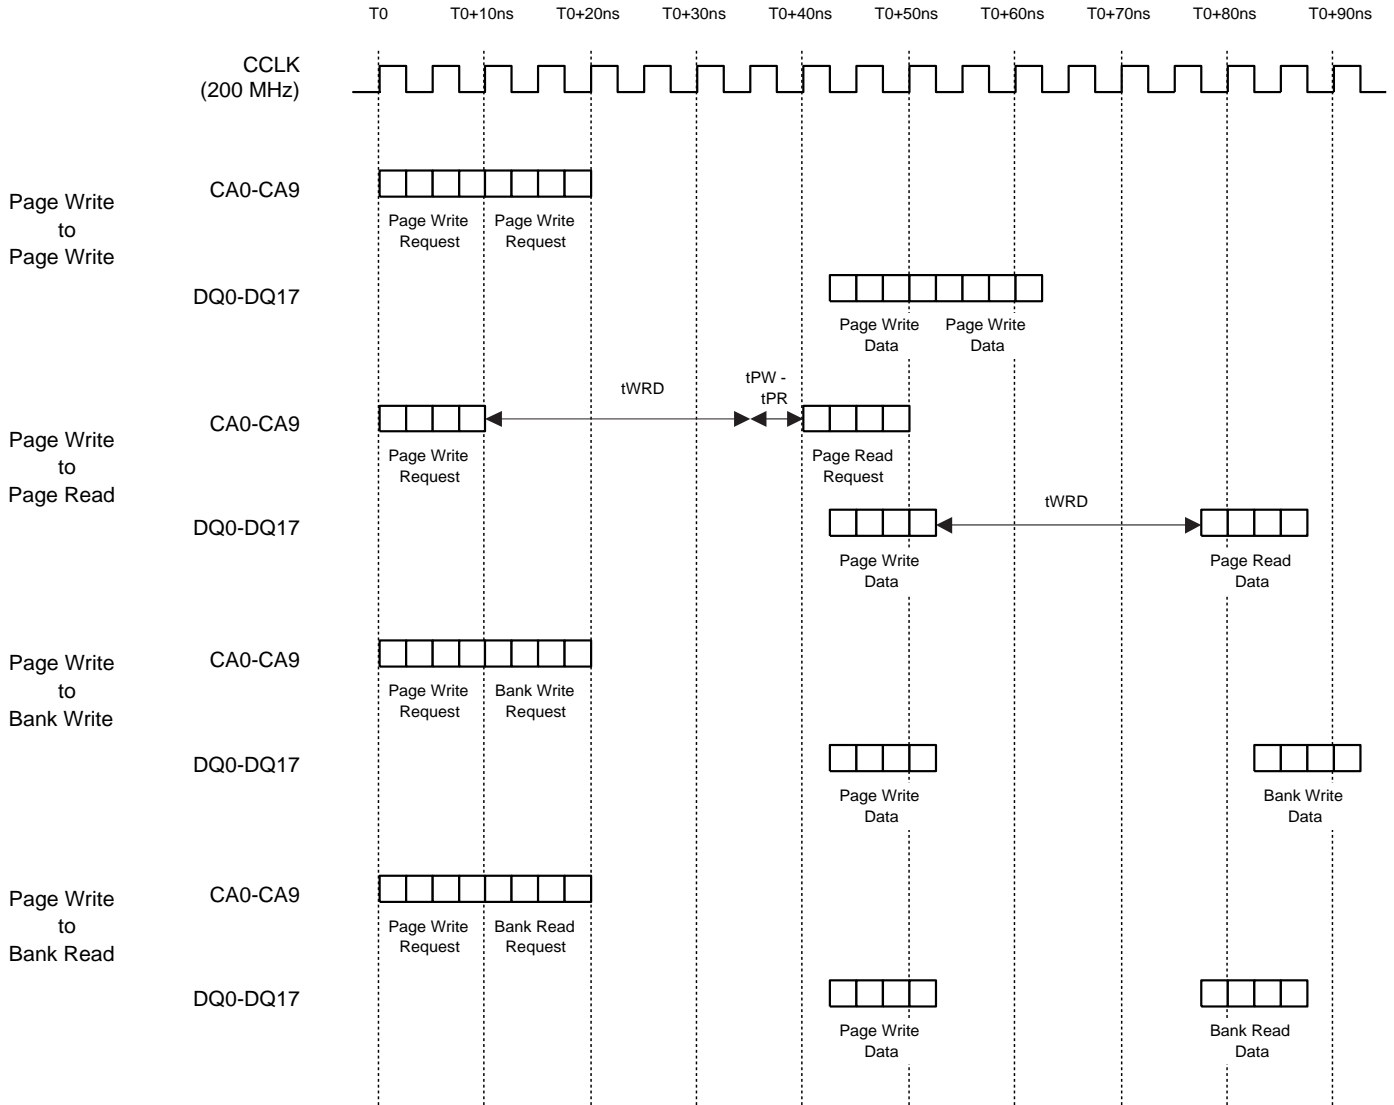 T0 T0+10ns T0+20ns T0+30ns T0+40ns T0+50ns T0+60ns T0+70ns T0+80ns T0+90ns
CCLK
(200 MHz)
Page Write
to
Page Write
CA0-CA9
Page Write Page Write
Request Request
DQ0-DQ17
Page Write Page Write
Data Data
Page Write
to
Page Read
CA0-CA9
tWRD
tPW -
tPR
Page Write Page Read
Request Request
DQ0-DQ17
tWRD
Page Write Page Read
Data Data
Page Write
to
Bank Write
CA0-CA9
Page Write Bank Write
Request Request
DQ0-DQ17
Page Write Bank Write
Data Data
Page Write
to
Bank Read
CA0-CA9
Page Write Bank Read
Request Request
DQ0-DQ17
Page Write Bank Read
Data Data